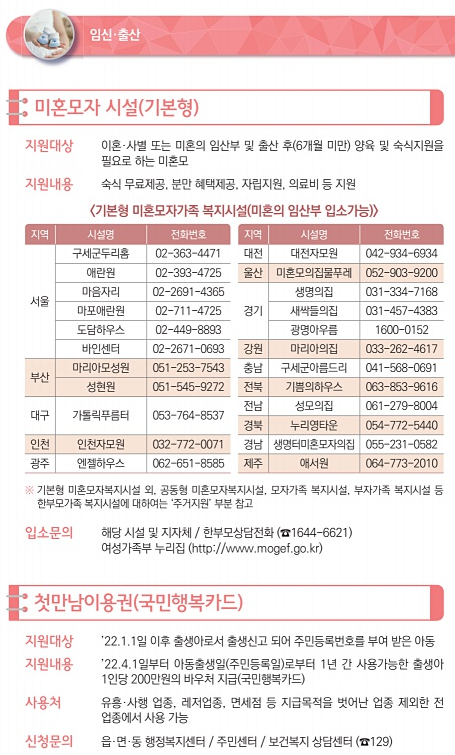 임신·출산
미혼모자 시설(기본형)
지원대상 이혼·사별 또는 미혼의 임산부 및 출산 후(6개월 미만) 양육 및 숙식지원을
필요로 하는 미혼모
지원내용 숙식 무료제공, 분만 혜택제공, 자립지원, 의료비 등 지원
<기본형 미혼모자가족 복지시설(미혼의 임산부 입소가능)>
지역 시설명 전화번호
서울 구세군두리홈 02-363-4471
애란원 02-393-4725
마음자리 02-2691-4365
마포애란원 02-711-4725
도담하우스 02-449-8893
바인센터 02-2671-0693
부산 마리아모성원 051-253-7543
성현원 051-545-9272
대구 가톨릭푸름터 053-764-8537
인천 인천자모원 032-772-0071
광주 엔젤하우스 062-651-8585
지역 시설명 전화번호
대전 대전자모원 042-934-6934
울산 미혼모의집물푸레 052-903-9200
경기 생명의집 031-334-7168
새싹들의집 031-457-4383
광명아우름 1600-0152
강원 마리아의집 033-262-4617
충남 구세군아름드리 041-568-0691
전북 기쁨의하우스 063-853-9616
전남 성모의집 061-279-8004
경북 누리영타운 054-772-5440
경남 생명터미혼모자의집 055-231-0582
제주 애서원 064-773-2010
※ 기본형 미혼모자복지시설 외, 공동형 미혼모자복지시설, 모자가족 복지시설, 부자가족 복지시설 등
한부모가족 복지시설에 대하여는 '주거지원' 부분 참고
입소문의 해당 시설 및 지자체 / 한부모상담전화 (☎1644-6621)
여성가족부 누리집 (http://www.mogef.go.kr)
첫만남이용권(국민행복카드)
지원대상 '22.1.1일 이후 출생아로서 출생신고 되어 주민등록번호를 부여 받은 아동
지원내용 '22.4.1일부터 아동출생일(주민등록일)로부터 1년 간 사용가능한 출생아
1인당 200만원의 바우처 지급(국민행복카드)
사용처 유흥·사행 업종, 레저업종, 면세점 등 지급목적을 벗어난 업종 제외한 전
업종에서 사용 가능
신청문의 읍·면·동 행정복지센터 / 주민센터 / 보건복지 상담센터 (☎129)